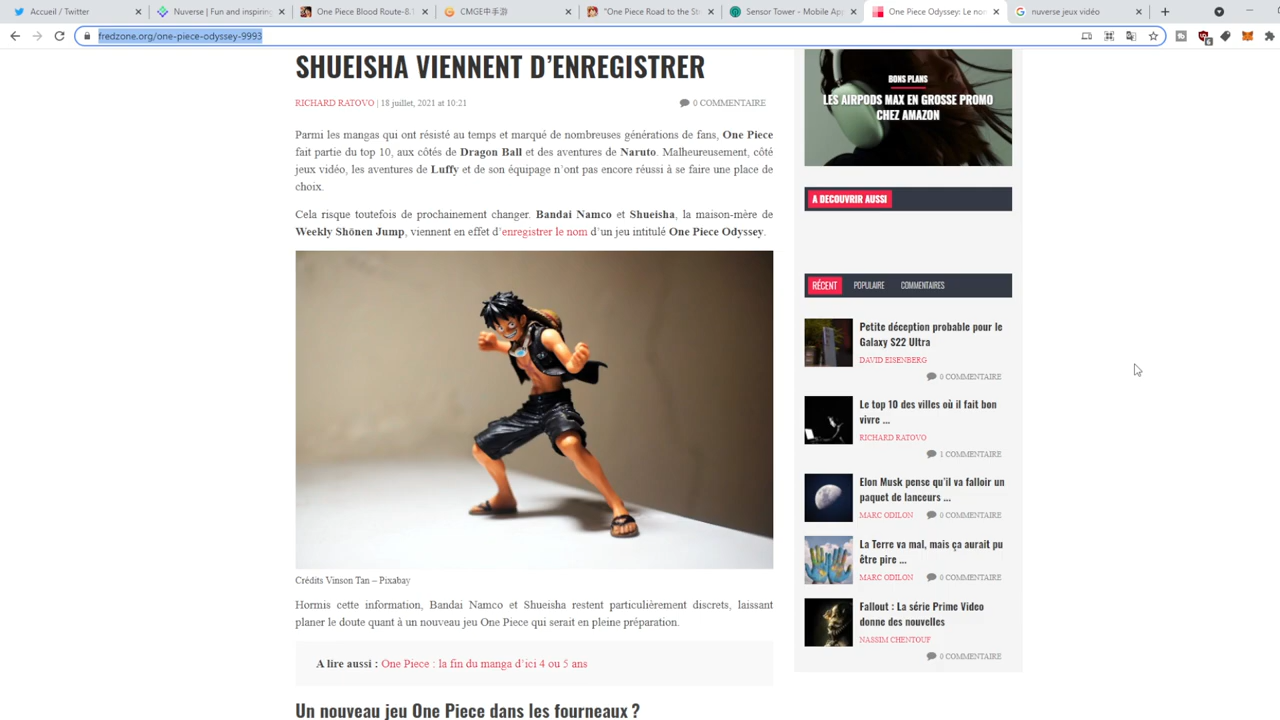 Accueil / Twitter
Nuverse | Fun and inspiring
One Piece Blood Route-8.1
CMGE中手游
"One Piece Road to the St
Sensor Tower - Mobile App
One Piece Odyssey: Le nom
nuverse jeux vidéo
fredzone.org/one-piece-odyssey-9993
SHUEISHA VIENNENT D'ENREGISTRER
RICHARD RATOVO | 18 juillet, 2021 at 10:21
0 COMMENTAIRE
Parmi les mangas qui ont résisté au temps et marqué de nombreuses générations de fans, One Piece
fait partie du top 10, aux côtés de Dragon Ball et des aventures de Naruto. Malheureusement, côté
jeux vidéo, les aventures de Luffy et de son équipage n'ont pas encore réussi à se faire une place de
choix.
Cela risque toutefois de prochainement changer. Bandai Namco et Shueisha, la maison-mère de
Weekly Shōnen Jump, viennent en effet d'enregistrer le nom d'un jeu intitulé One Piece Odyssey.
Crédits Vinson Tan – Pixabay
Hormis cette information, Bandai Namco et Shueisha restent particulièrement discrets, laissant
planer le doute quant à un nouveau jeu One Piece qui serait en pleine préparation.
A lire aussi : One Piece : la fin du manga d'ici 4 ou 5 ans
Un nouveau jeu One Piece dans les fourneaux ?
BONS PLANS
LES AIRPODS MAX EN GROSSE PROMO
CHEZ AMAZON
A DECOUVRIR AUSSI
RÉCENT
POPULAIRE
COMMENTAIRES
Petite déception probable pour le
Galaxy S22 Ultra
DAVID EISENBERG
0 COMMENTAIRE
Le top 10 des villes où il fait bon
vivre ...
RICHARD RATOVO
1 COMMENTAIRE
Elon Musk pense qu'il va falloir un
paquet de lanceurs ...
MARC ODILON
0 COMMENTAIRE
La Terre va mal, mais ça aurait pu
être pire ...
MARC ODILON
0 COMMENTAIRE
Fallout : La série Prime Video
donne des nouvelles
NASSIM CHENTOUF
0 COMMENTAIRE